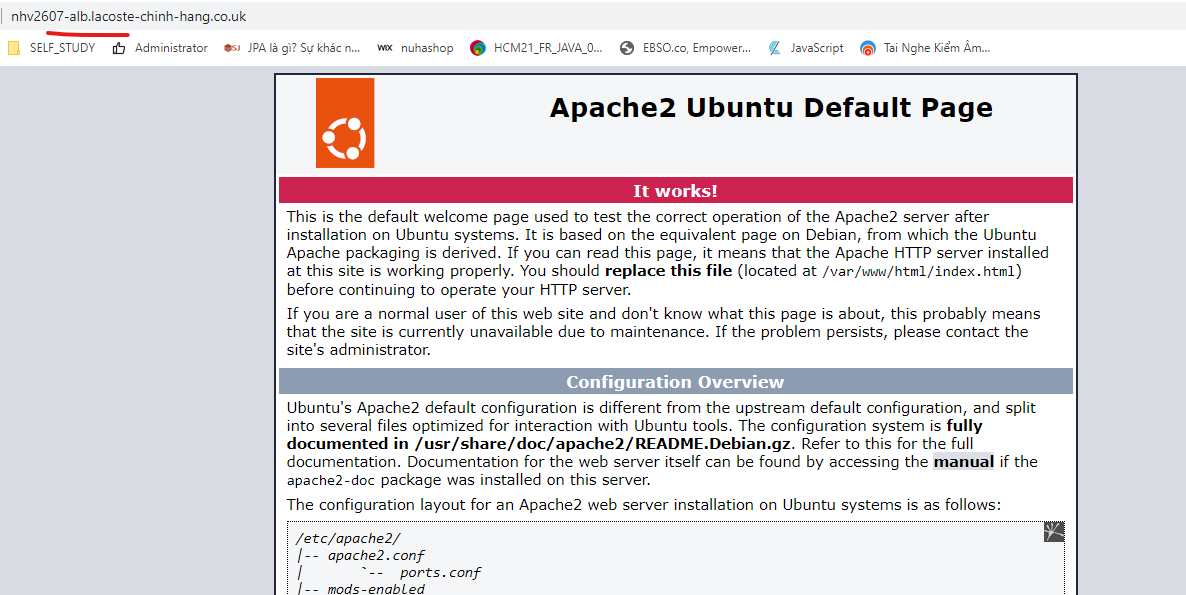 nhv2607-alb.lacoste-chinh-hang.co.uk
SELF_STUDY Administrator JPA là gì? Sự khác n... WIX nuhashop HCM21_FR_JAVA_0... EBSO.co, Empower... JavaScript Tai Nghe Kiểm Âm...
Apache2 Ubuntu Default Page
It works!
This is the default welcome page used to test the correct operation of the Apache2 server after
installation on Ubuntu systems. It is based on the equivalent page on Debian, from which the Ubuntu
Apache packaging is derived. If you can read this page, it means that the Apache HTTP server installed
at this site is working properly. You should replace this file (located at /var/www/html/index.html)
before continuing to operate your HTTP server.
If you are a normal user of this web site and don't know what this page is about, this probably means
that the site is currently unavailable due to maintenance. If the problem persists, please contact the
site's administrator.
Configuration Overview
Ubuntu's Apache2 default configuration is different from the upstream default configuration, and split
into several files optimized for interaction with Ubuntu tools. The configuration system is fully
documented in /usr/share/doc/apache2/README.Debian.gz. Refer to this for the full
documentation. Documentation for the web server itself can be found by accessing the manual if the
apache2-doc package was installed on this server.
The configuration layout for an Apache2 web server installation on Ubuntu systems is as follows:
/etc/apache2/
|-- apache2.conf
|       `--  ports.conf
|-- mods-enabled